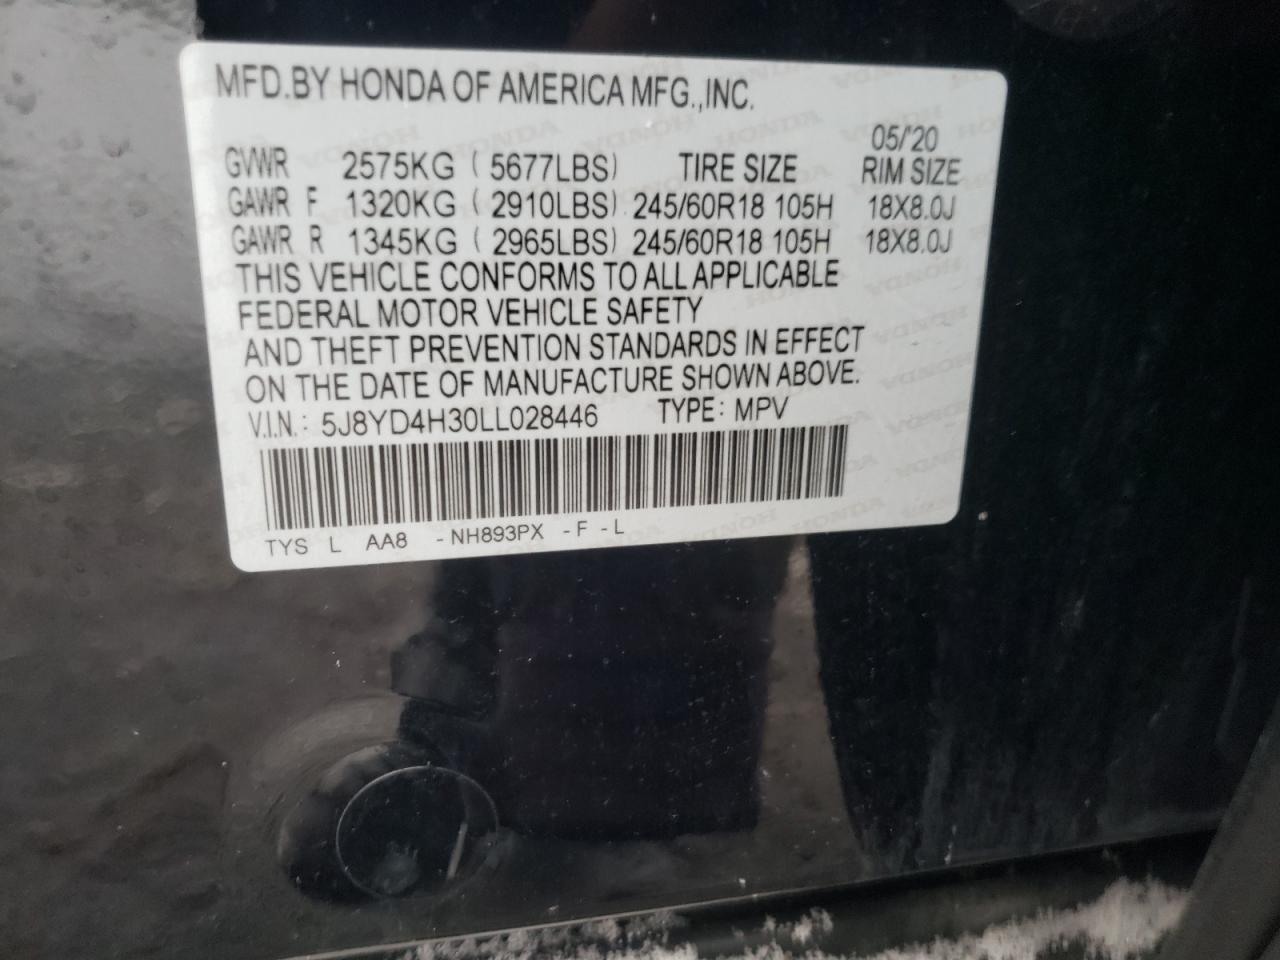 MFD.BY HONDA OF AMERICA MFG.,INC.
05/'20
GVWR 2575KG ( 5677LBS) TIRE SIZE RIM SIZE
GAWR F 1320KG ( 2910LBS) 245/60R18 105H 18X8.0J
GAWR R 1345KG ( 2965LBS) 245/60R18 105H 18X8.0J
THIS VEHICLE CONFORMS TO ALL APPLICABLE
FEDERAL MOTOR VEHICLE SAFETY
AND THEFT PREVENTION STANDARDS IN EFFECT
ON THE DATE OF MANUFACTURE SHOWN ABOVE.
V.I.N.: 5J8YD4H30LL028446 TYPE: MPV
TYS L AA8 -NH893PX -F -L